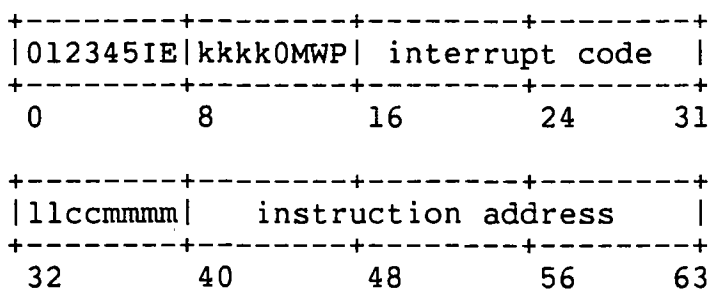 +--------+--------+--------+--------+
|012345IE|kkkk0MWP| interrupt code |
+--------+--------+--------+--------+
0 8 16 24 31
+--------+--------+--------+--------+
|llccmmmm| instruction address |
+--------+--------+--------+--------+
32 40 48 56 63